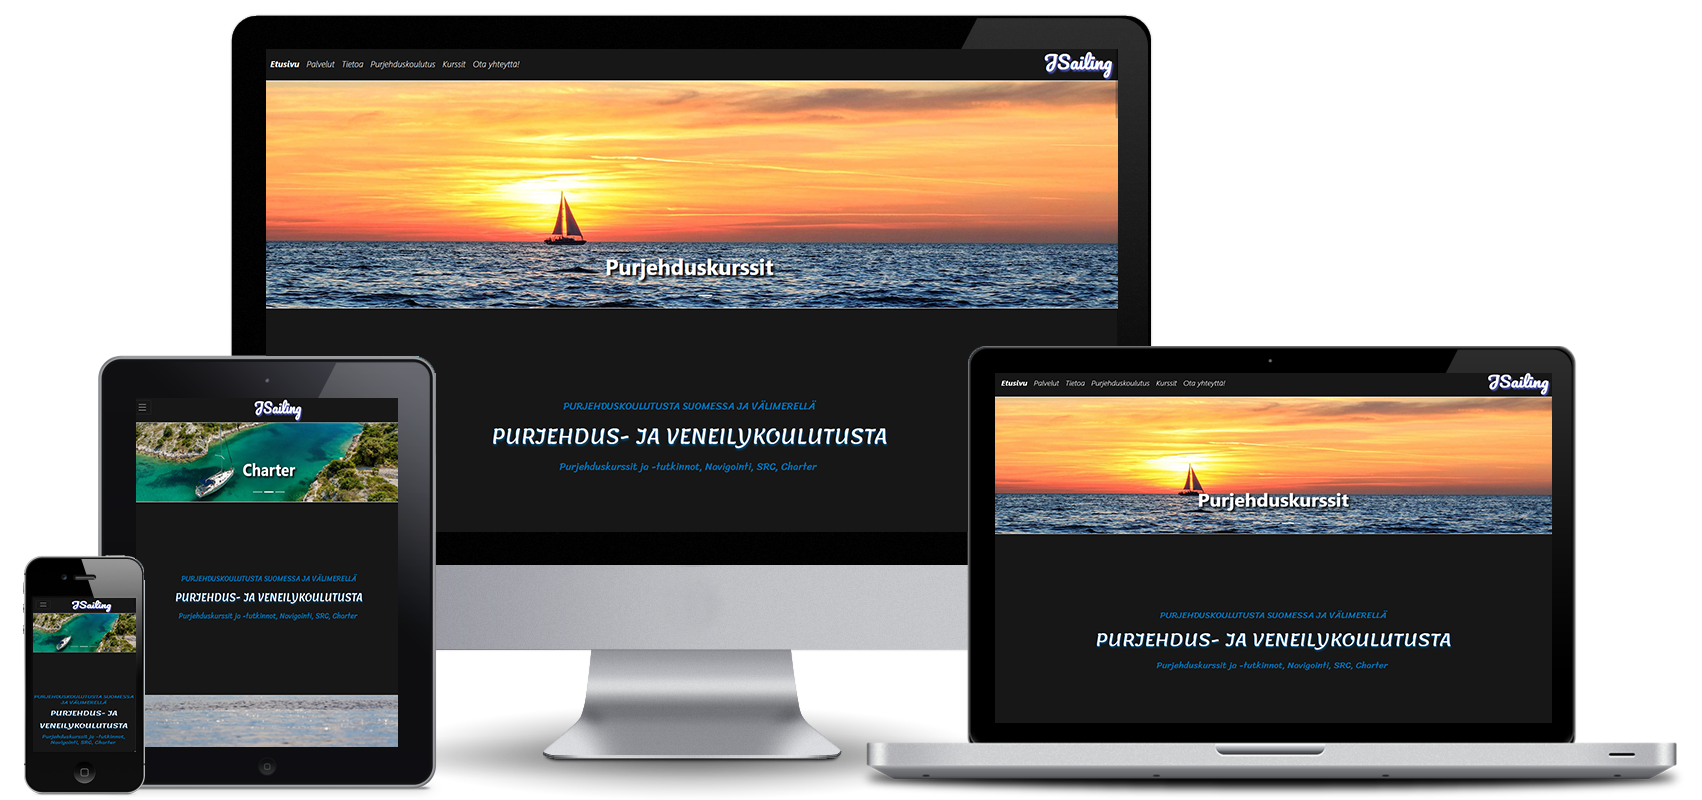 Etusivu Palvelut Tietoa Purjehduskoulutus Kurssit Ota yhteyttä!
JSailing
Purjehduskurssit
PURJEHDUSKOULUTUSTA SUOMESSA JA VÄLIMERELLÄ
PURJEHDUS- JA VENEILYKOULUTUSTA
Purjehduskurssit ja -tutkinnot, Navigointi, SRC, Charter
JSailing
Charter
PURJEHDUSKOULUTUSTA SUOMESSA JA VÄLIMERELLÄ
PURJEHDUS- JA VENEILYKOULUTUSTA
Purjehduskurssit ja -tutkinnot, Navigointi, SRC, Charter
JSailing
PURJEHDUSKOULUTUSTA SUOMESSA
JA VÄLIMERELLÄ
PURJEHDUS- JA
VENEILYKOULUTUSTA
Purjehduskurssit ja -tutkinnot,
Navigointi, SRC, Charter
Etusivu Palvelut Tietoa Purjehduskoulutus Kurssit Ota yhteyttä!
JSailing
Purjehduskurssit
PURJEHDUSKOULUTUSTA SUOMESSA JA VÄLIMERELLÄ
PURJEHDUS- JA VENEILYKOULUTUSTA
Purjehduskurssit ja -tutkinnot, Navigointi, SRC, Charter